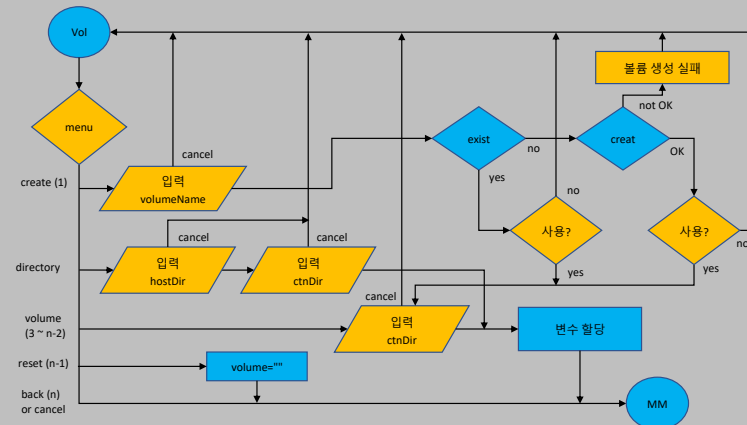 Vol
볼륨 생성 실패
not OK
menu
exist
no
creat
OK
cancel
create (1)
입력
volumeName
yes
no
사용?
사용?
no
cancel
cancel
directory
입력
hostDir
입력
ctnDir
yes
yes
cancel
volume
(3 ~ n-2)
입력
ctnDir
변수 할당
reset (n-1)
volume=""
back (n)
or cancel
MM